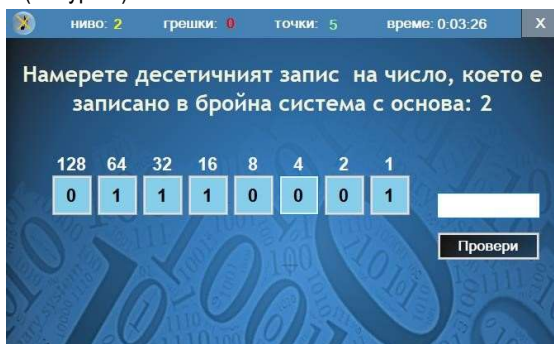 ниво: 2 грешки: 0 точки: 5 време: 0:03:26 X
Намерете десетичният запис на число, което е
записано в бройна система с основа: 2
128 64 32 16 8 4 2 1
0 1 1 1 0 0 0 1
Провери